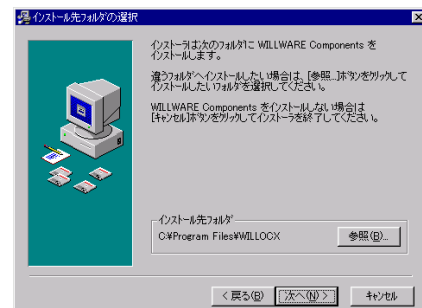 インストール先フォルダの選択
インストーラは次のフォルダに WILLWARE Components を
インストールします。
違うフォルダへインストールしたい場合は、[参照...]ボタンをクリックして
インストールしたいフォルダを選択してください。
WILLWARE Components をインストールしない場合は
[キャンセル]ボタンをクリックしてインストーラを終了してください。
インストール先フォルダ
C:¥Program Files¥WILLOCX
参照(B)...
< 戻る(B)
次へ(N) >
キャンセル